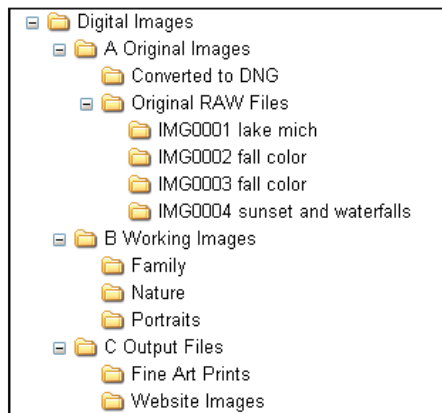 Digital Images
A Original Images
Converted to DNG
Original RAW Files
IMG0001 lake mich
IMG0002 fall color
IMG0003 fall color
IMG0004 sunset and waterfalls
B Working Images
Family
Nature
Portraits
C Output Files
Fine Art Prints
Website Images